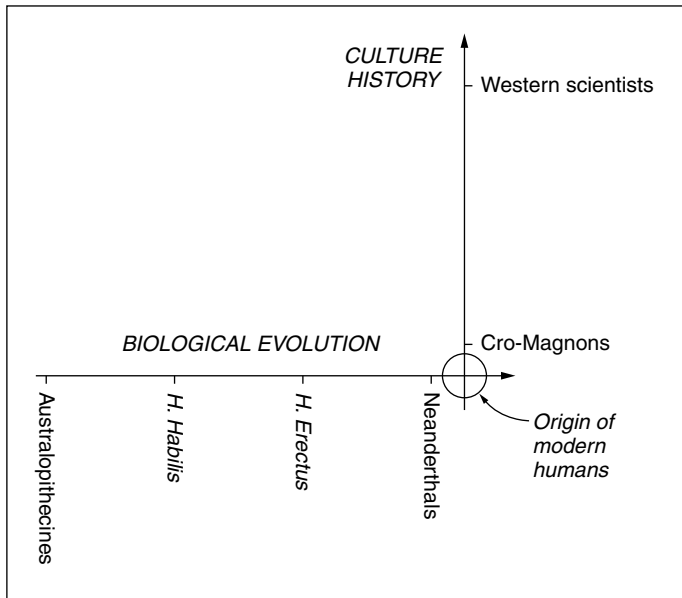 CULTURE
HISTORY
Western scientists
BIOLOGICAL EVOLUTION
Cro-Magnons
Australopithecines
H. Habilis
H. Erectus
Neanderthals
Origin of
modern
humans